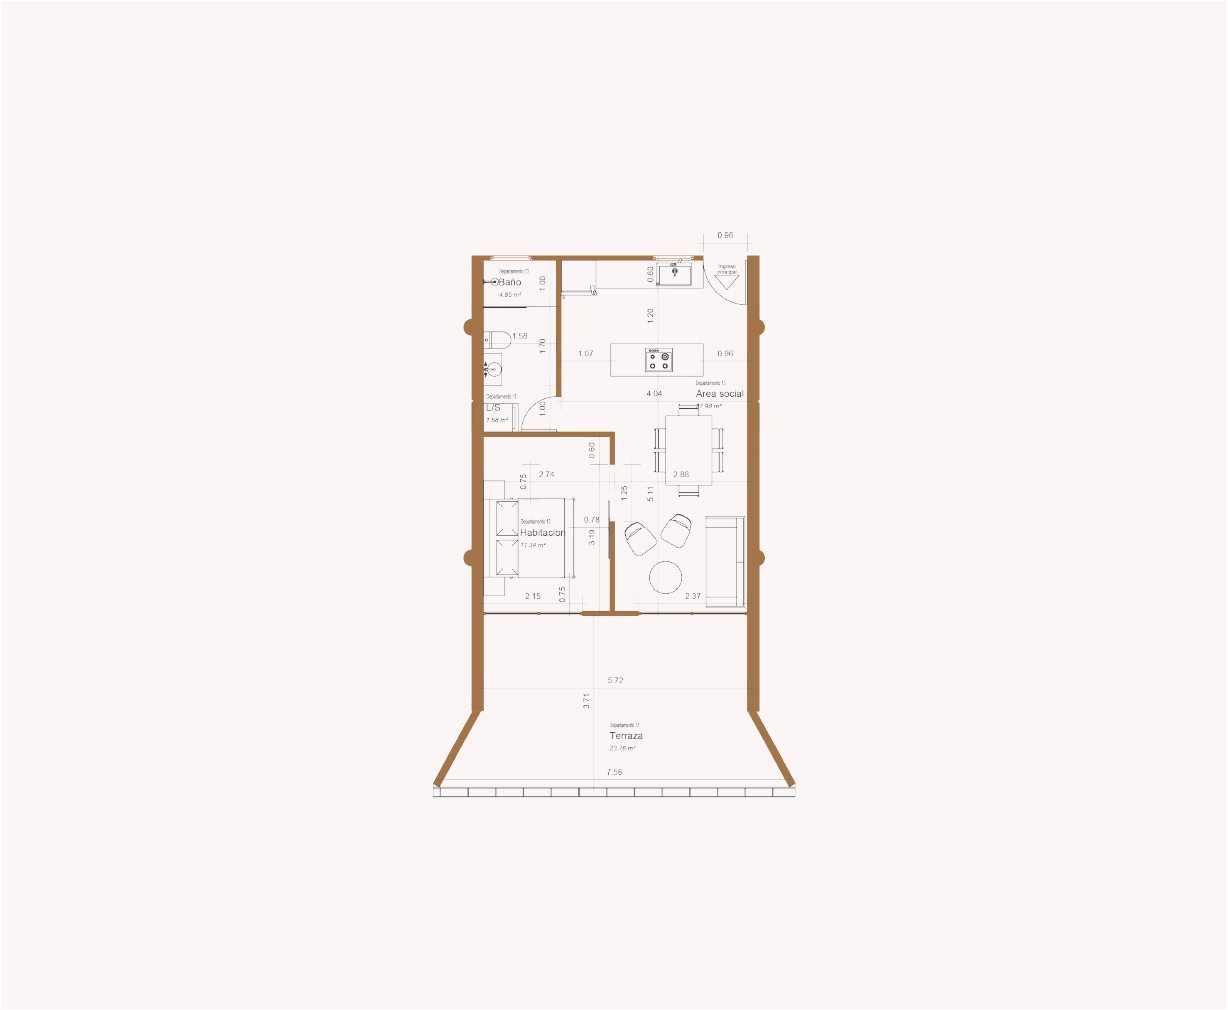 0.96
Ingreso
principal
Departamento 13
Baño
4.85 m²
1.00
0.60
1.20
1.58
1.70
1.07
0.96
Departamento 13
Area social
7.90 m²
4.04
Departamento 13
L/S
1.58 m²
1.00
0.60
2.74
0.75
2.88
1.25
5.11
Departamento 13
Habitacion
11.34 m²
0.78
3.19
2.15
0.75
2.37
5.72
3.71
Departamento 13
Terraza
23.76 m²
7.56